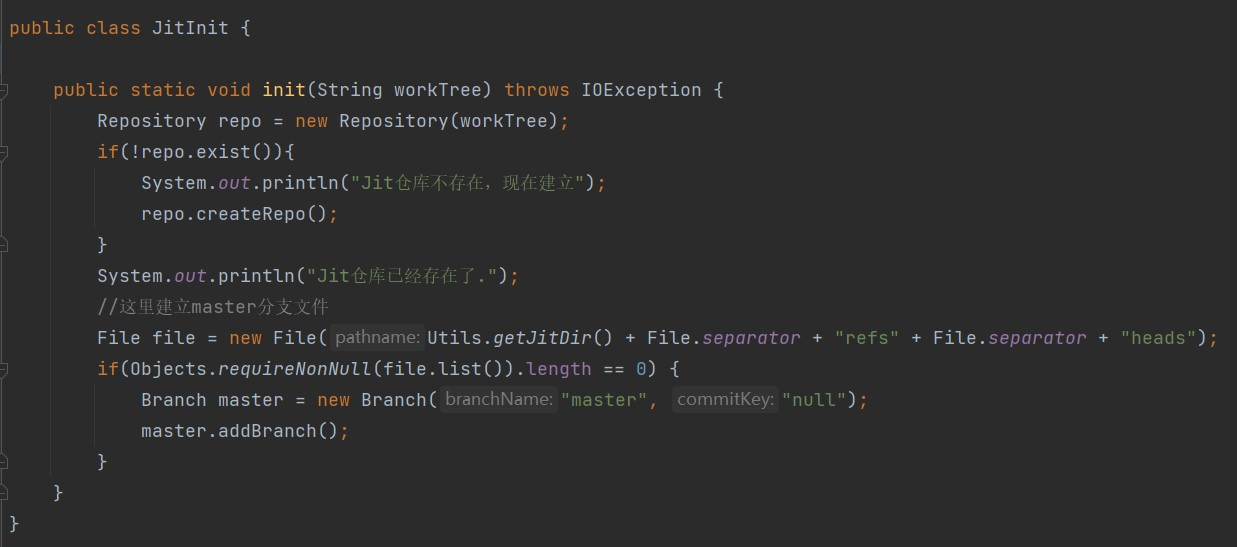 public class JitInit {
    public static void init(String workTree) throws IOException {
        Repository repo = new Repository(workTree);
        if(!repo.exist()){
            System.out.println("Jit仓库不存在，现在建立");
            repo.createRepo();
        }
        System.out.println("Jit仓库已经存在了.");
        //这里建立master分支文件
        File file = new File( pathname: Utils.getJitDir() + File.separator + "refs" + File.separator + "heads");
        if(Objects.requireNonNull(file.list()).length == 0) {
            Branch master = new Branch( branchName: "master", commitKey: "null");
            master.addBranch();
        }
    }
}